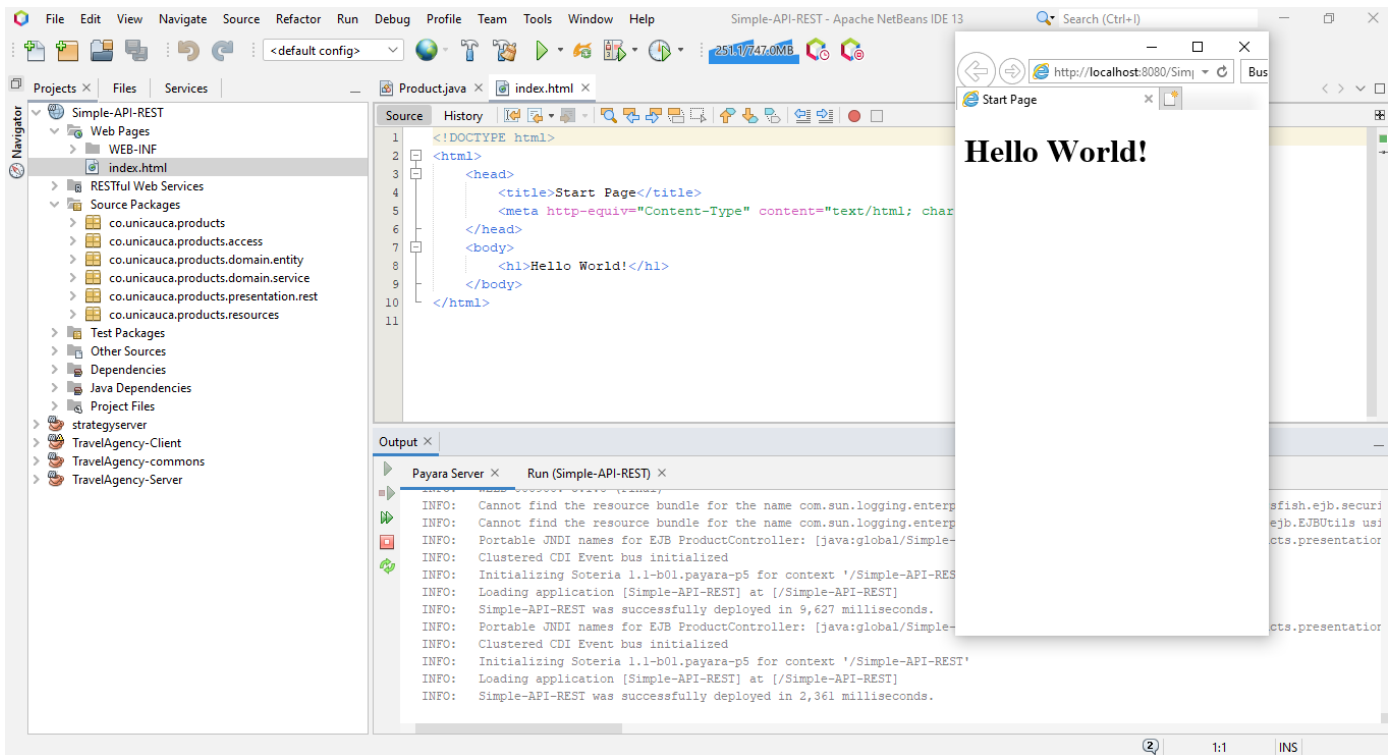 File Edit View Navigate Source Refactor Run Debug Profile Team Tools Window Help
Simple-API-REST - Apache NetBeans IDE 13
Search (Ctrl+I)
<default config>
251.1/747.0MB
Projects
Files
Services
Navigator
Simple-API-REST
Web Pages
WEB-INF
index.html
RESTful Web Services
Source Packages
co.unicauca.products
co.unicauca.products.access
co.unicauca.products.domain.entity
co.unicauca.products.domain.service
co.unicauca.products.presentation.rest
co.unicauca.products.resources
Test Packages
Other Sources
Dependencies
Java Dependencies
Project Files
strategyserver
TravelAgency-Client
TravelAgency-commons
TravelAgency-Server
Product.java
index.html
Source History
1 <!DOCTYPE html>
2 <html>
3 <head>
4 <title>Start Page</title>
5 <meta http-equiv="Content-Type" content="text/html; char
6 </head>
7 <body>
8 <h1>Hello World!</h1>
9 </body>
10 </html>
11
http://localhost:8080/Sim
Bus
Start Page
Hello World!
Output
Payara Server
Run (Simple-API-REST)
INFO: Cannot find the resource bundle for the name com.sun.logging.enterp sfish.ejb.securi
INFO: Cannot find the resource bundle for the name com.sun.logging.enterp ejb.EJBUtils usi
INFO: Portable JNDI names for EJB ProductController: [java:global/Simple- cts.presentation
INFO: Clustered CDI Event bus initialized
INFO: Initializing Soteria 1.1-b01.payara-p5 for context '/Simple-API-RES
INFO: Loading application [Simple-API-REST] at [/Simple-API-REST]
INFO: Simple-API-REST was successfully deployed in 9,627 milliseconds.
INFO: Portable JNDI names for EJB ProductController: [java:global/Simple- cts.presentation
INFO: Clustered CDI Event bus initialized
INFO: Initializing Soteria 1.1-b01.payara-p5 for context '/Simple-API-REST'
INFO: Loading application [Simple-API-REST] at [/Simple-API-REST]
INFO: Simple-API-REST was successfully deployed in 2,361 milliseconds.
2
1:1
INS